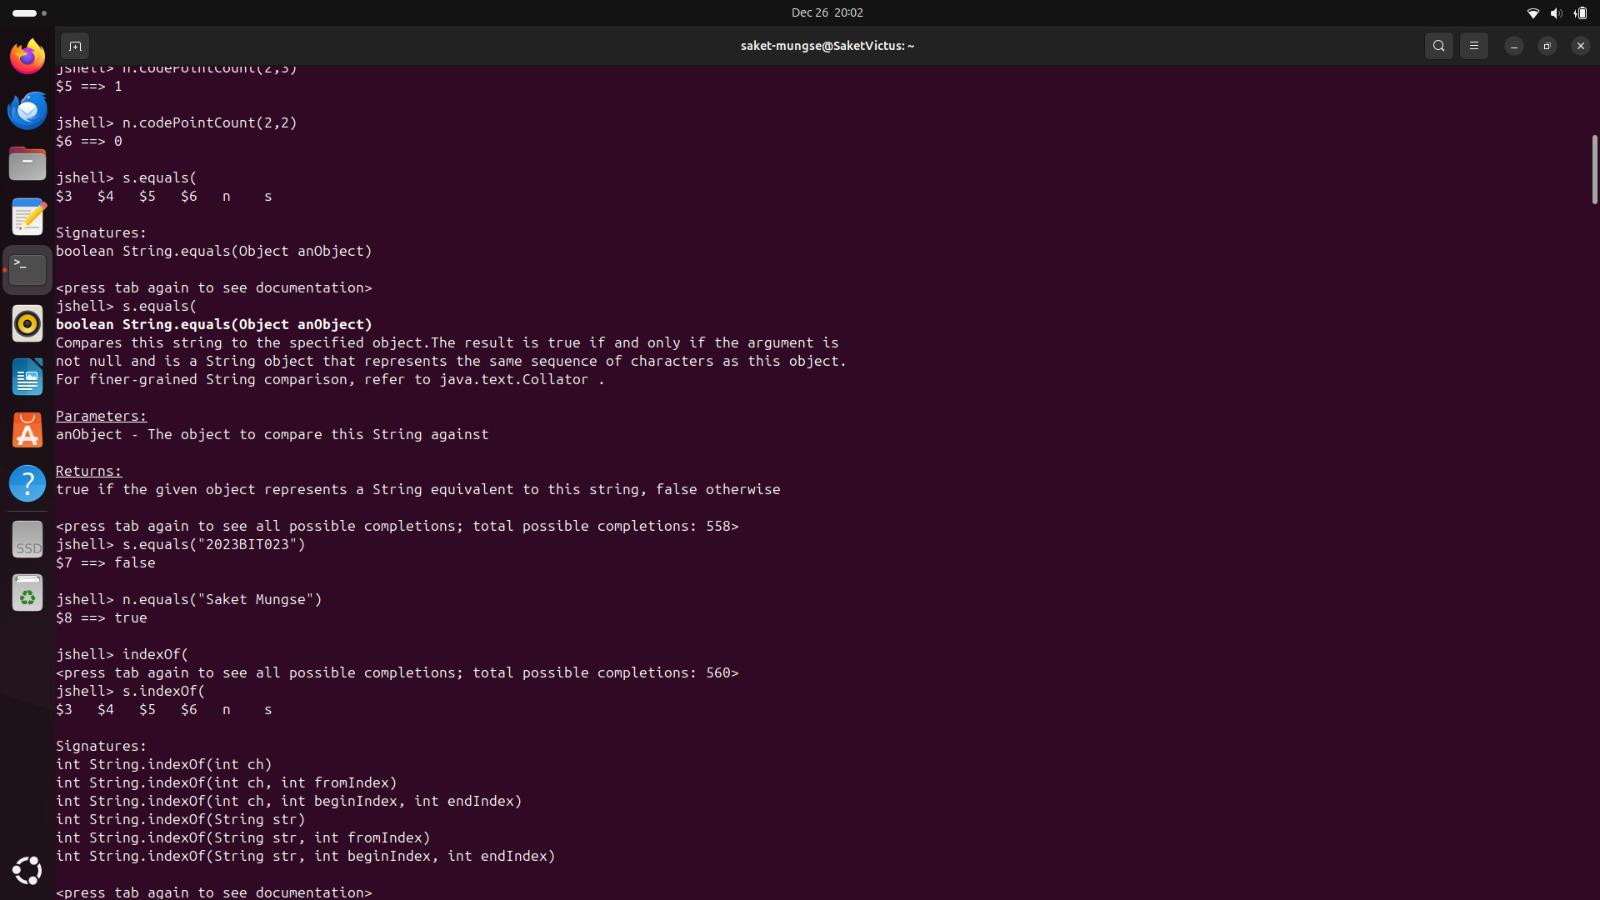 Dec 26 20:02
saket-mungse@SaketVictus: ~
jshell> n.codePointCount(2,3)
$5 ==> 1
jshell> n.codePointCount(2,2)
$6 ==> 0
jshell> s.equals(
$3 $4 $5 $6 n s
Signatures:
boolean String.equals(Object anObject)
<press tab again to see documentation>
jshell> s.equals(
boolean String.equals(Object anObject)
Compares this string to the specified object.The result is true if and only if the argument is
not null and is a String object that represents the same sequence of characters as this object.
For finer-grained String comparison, refer to java.text.Collator .
Parameters:
anObject - The object to compare this String against
Returns:
true if the given object represents a String equivalent to this string, false otherwise
<press tab again to see all possible completions; total possible completions: 558>
jshell> s.equals("2023BIT023")
$7 ==> false
jshell> n.equals("Saket Mungse")
$8 ==> true
jshell> indexOf(
<press tab again to see all possible completions; total possible completions: 560>
jshell> s.indexOf(
$3 $4 $5 $6 n s
Signatures:
int String.indexOf(int ch)
int String.indexOf(int ch, int fromIndex)
int String.indexOf(int ch, int beginIndex, int endIndex)
int String.indexOf(String str)
int String.indexOf(String str, int fromIndex)
int String.indexOf(String str, int beginIndex, int endIndex)
<press tab again to see documentation>
SSD